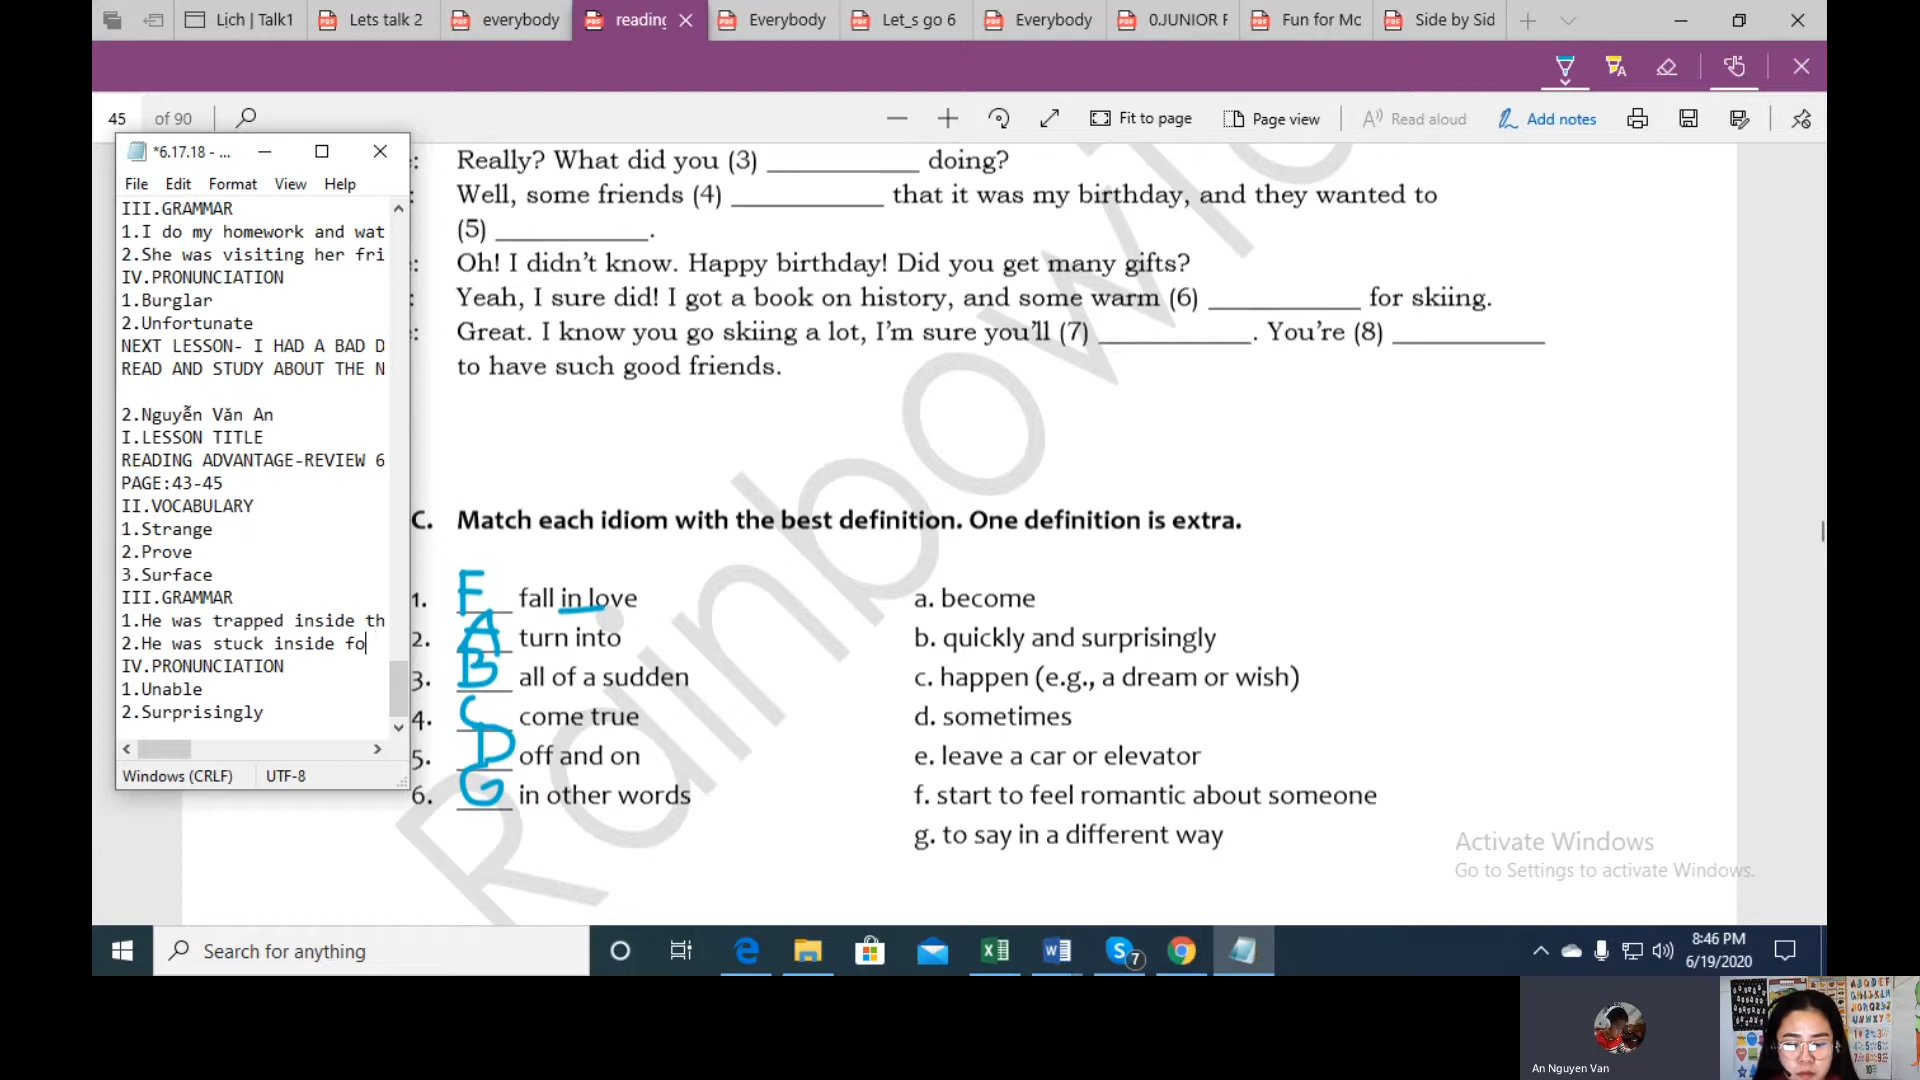 Lịch | Talk1
Lets talk 2
everybody
reading
Everybody
Let_s go 6
Everybody
0JUNIOR F
Fun for Mc
Side by Sid
45 of 90
Fit to page
Page view
Read aloud
Add notes
*6.17.18 - ...
File Edit Format View Help
III.GRAMMAR
1.I do my homework and wat
2.She was visiting her fri
IV.PRONUNCIATION
1.Burglar
2.Unfortunate
NEXT LESSON- I HAD A BAD D
READ AND STUDY ABOUT THE N
2.Nguyễn Văn An
I.LESSON TITLE
READING ADVANTAGE-REVIEW 6
PAGE:43-45
II.VOCABULARY
1.Strange
2.Prove
3.Surface
III.GRAMMAR
1.He was trapped inside th
2.He was stuck inside fo
IV.PRONUNCIATION
1.Unable
2.Surprisingly
Windows (CRLF) UTF-8
: Really? What did you (3) ____________ doing?
: Well, some friends (4) ____________ that it was my birthday, and they wanted to
(5) ____________.
: Oh! I didn't know. Happy birthday! Did you get many gifts?
: Yeah, I sure did! I got a book on history, and some warm (6) ____________ for skiing.
: Great. I know you go skiing a lot, I'm sure you'll (7) ____________. You're (8) ____________
to have such good friends.
C. Match each idiom with the best definition. One definition is extra.
1. F fall in love a. become
2. A turn into b. quickly and surprisingly
3. B all of a sudden c. happen (e.g., a dream or wish)
4. C come true d. sometimes
5. D off and on e. leave a car or elevator
6. G in other words f. start to feel romantic about someone
g. to say in a different way
Rainbow
Activate Windows
Go to Settings to activate Windows.
Search for anything
7
8:46 PM
6/19/2020
An Nguyen Van